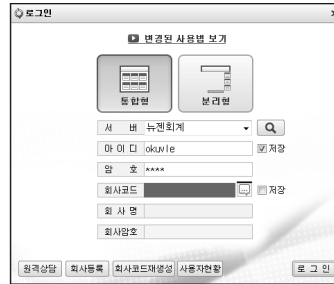 로그인
변경된 사용법 보기
통합형 분리형
서 버 뉴젠회계
아 이 디 okuvle 저장
암 호 ****
회사코드 저장
회 사 명
회사암호
원격상담 회사등록 회사코드재생성 사용자현황 로 그 인